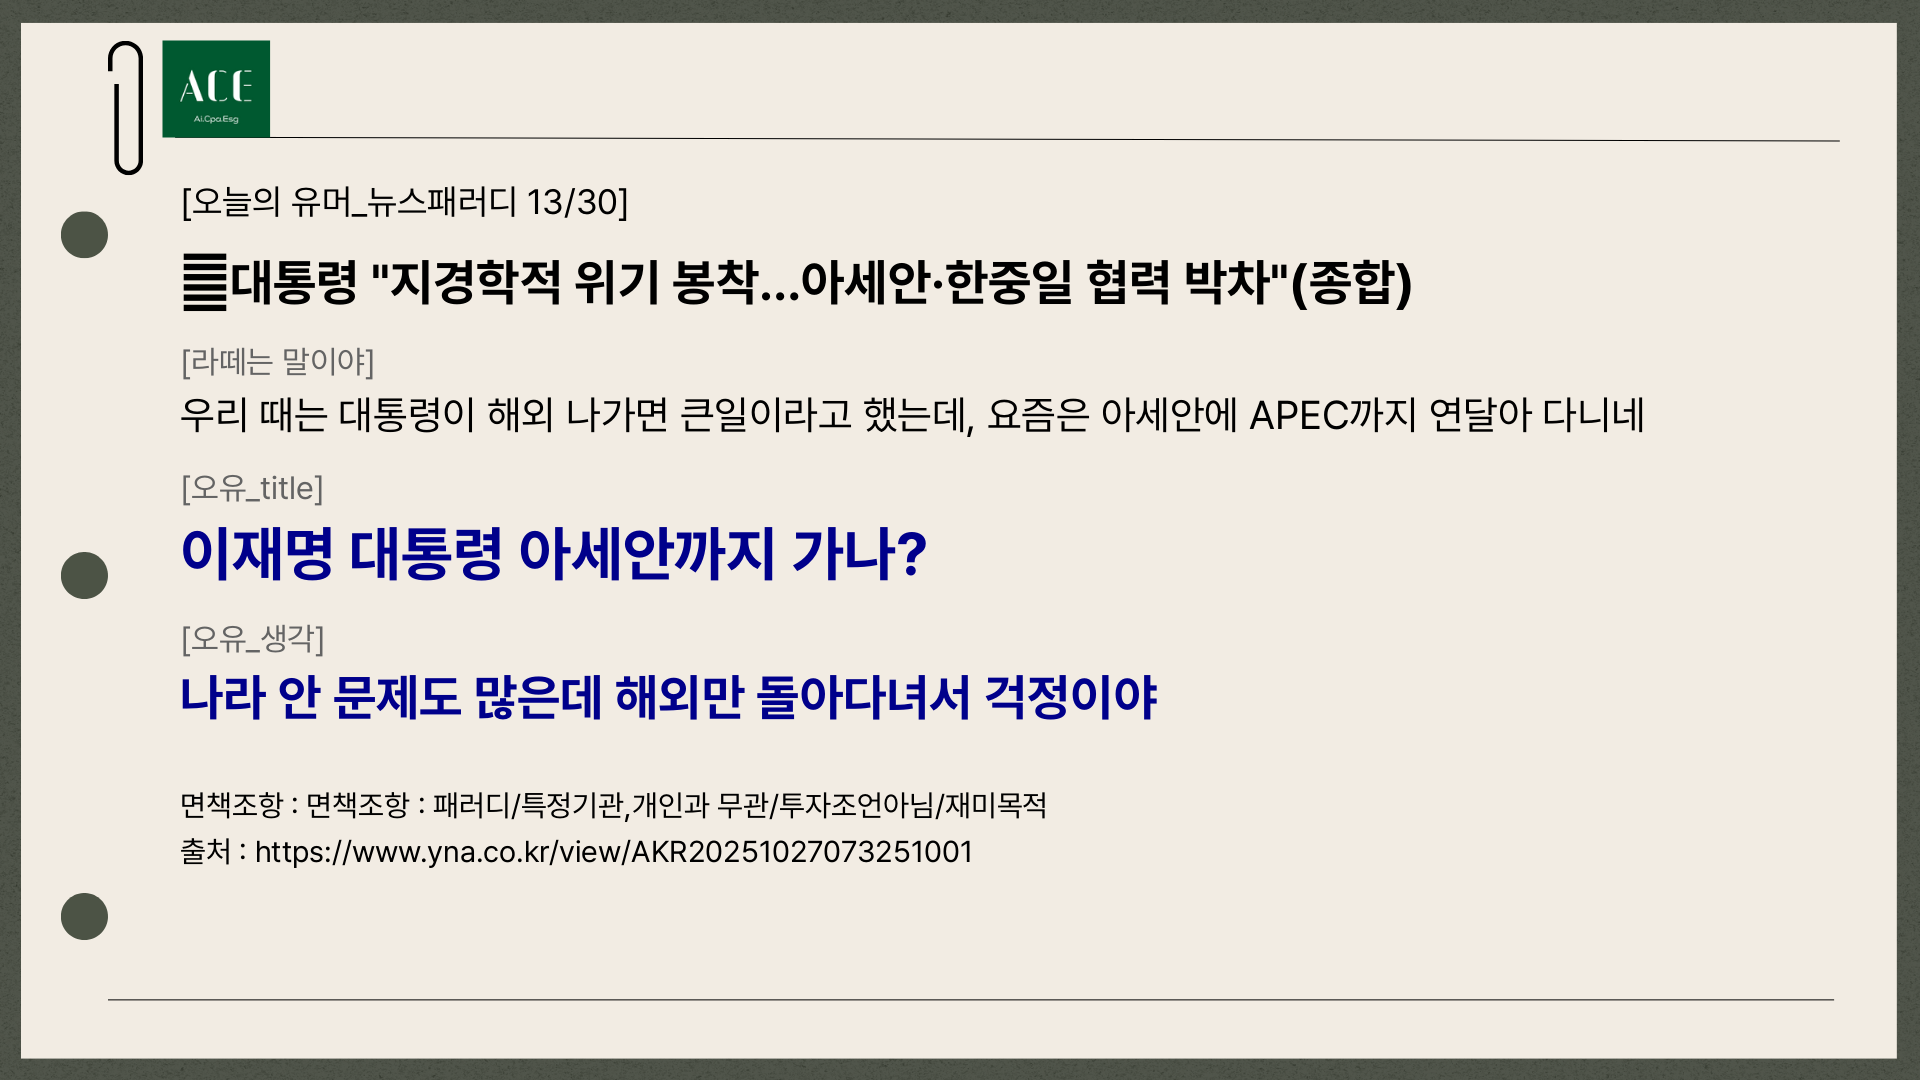 ACE
Ai.Cpa.Esg
[오늘의 유머_뉴스패러디 13/30]
대통령 "지경학적 위기 봉착…아세안·한중일 협력 박차"(종합)
[라떼는 말이야]
우리 때는 대통령이 해외 나가면 큰일이라고 했는데, 요즘은 아세안에 APEC까지 연달아 다니네
[오유_title]
이재명 대통령 아세안까지 가나?
[오유_생각]
나라 안 문제도 많은데 해외만 돌아다녀서 걱정이야
면책조항 : 면책조항 : 패러디/특정기관,개인과 무관/투자조언아님/재미목적
출처 : https://www.yna.co.kr/view/AKR20251027073251001